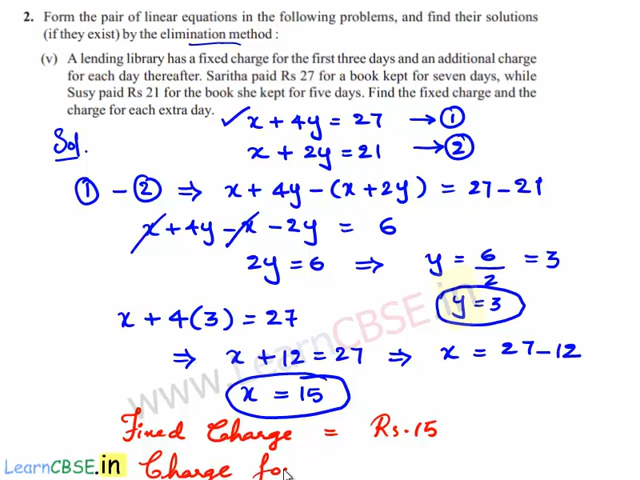 2. Form the pair of linear equations in the following problems, and find their solutions
(if they exist) by the elimination method :
(v) A lending library has a fixed charge for the first three days and an additional charge
for each day thereafter. Saritha paid Rs 27 for a book kept for seven days, while
Susy paid Rs 21 for the book she kept for five days. Find the fixed charge and the
charge for each extra day.
✓ x + 4y = 27 → ①
Sol. x + 2y = 21 → ②
① - ② ⇒ x + 4y - (x + 2y) = 27 - 21
x + 4y - x - 2y = 6
2y = 6 ⇒ y = 6/2 = 3
y = 3
x + 4(3) = 27
⇒ x + 12 = 27 ⇒ x = 27 - 12
x = 15
Fixed Charge = Rs. 15
Charge for
www.LearnCBSE.in
LearnCBSE.in